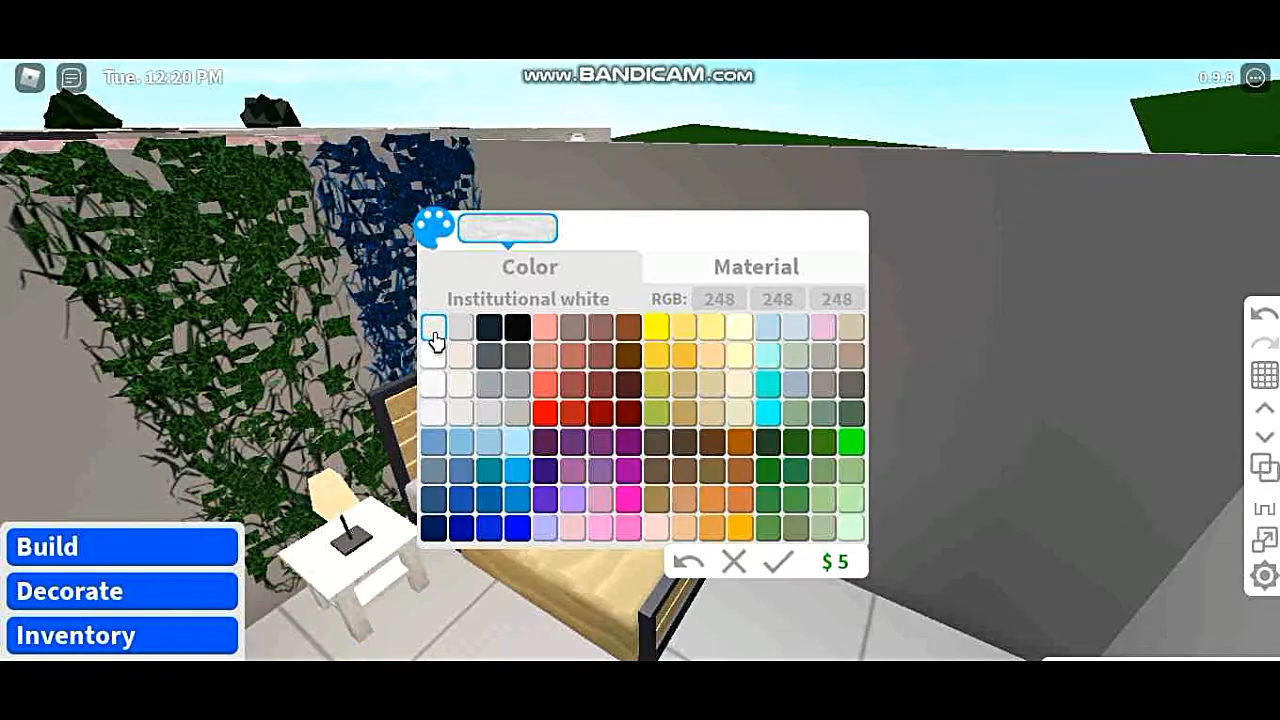 Tue. 12:20 PM
www.BANDICAM.com
0.9.8
Color
Material
Institutional white
RGB: 248 248 248
Build
Decorate
Inventory
$ 5